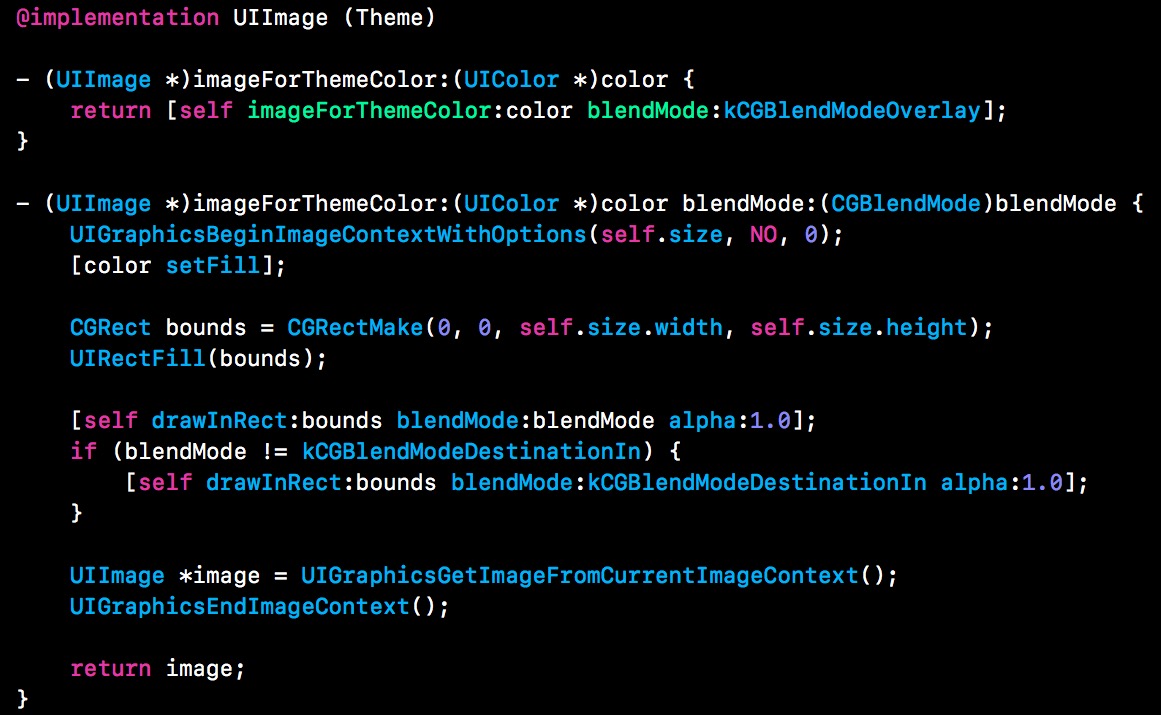 @implementation UIImage (Theme)
- (UIImage *)imageForThemeColor:(UIColor *)color {
return [self imageForThemeColor:color blendMode:kCGBlendModeOverlay];
}
- (UIImage *)imageForThemeColor:(UIColor *)color blendMode:(CGBlendMode)blendMode {
UIGraphicsBeginImageContextWithOptions(self.size, NO, 0);
[color setFill];
CGRect bounds = CGRectMake(0, 0, self.size.width, self.size.height);
UIRectFill(bounds);
[self drawInRect:bounds blendMode:blendMode alpha:1.0];
if (blendMode != kCGBlendModeDestinationIn) {
[self drawInRect:bounds blendMode:kCGBlendModeDestinationIn alpha:1.0];
}
UIImage *image = UIGraphicsGetImageFromCurrentImageContext();
UIGraphicsEndImageContext();
return image;
}